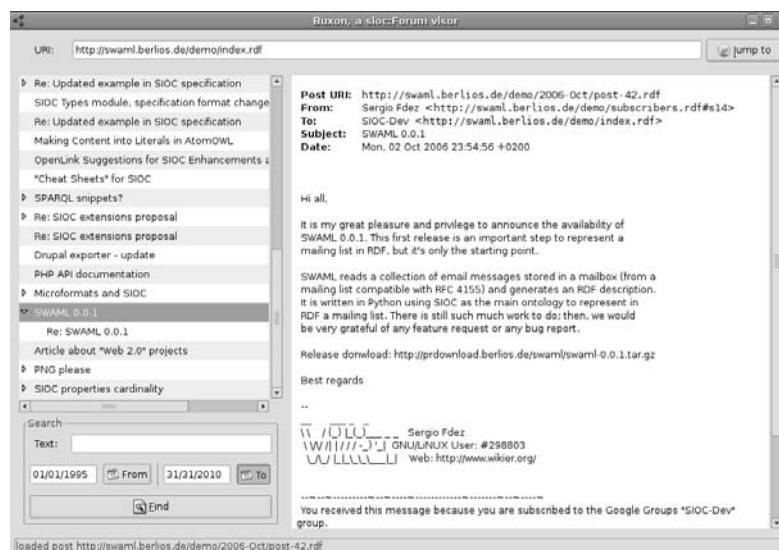 Buxon, a sioc:Forum visor
URI: http://swaml.berlios.de/demo/index.rdf Jump to
Re: Updated example in SIOC specification
SIOC Types module, specification format change
Re: Updated example in SIOC specification
Making Content into Literals in AtomOWL
OpenLink Suggestions for SIOC Enhancements a
"Cheat Sheets" for SIOC
SPARQL snippets?
Re: SIOC extensions proposal
Re: SIOC extensions proposal
Drupal exporter - update
PHP API documentation
Microformats and SIOC
SWAML 0.0.1
Re: SWAML 0.0.1
Article about "Web 2.0" projects
PNG please
SIOC properties cardinality
Search
Text:
01/01/1995 From 31/31/2010 To
Find
Post URI: http://swaml.berlios.de/demo/2006-Oct/post-42.rdf
From: Sergio Fdez <http://swaml.berlios.de/demo/subscribers.rdf#s14>
To: SIOC-Dev <http://swaml.berlios.de/demo/index.rdf>
Subject: SWAML 0.0.1
Date: Mon, 02 Oct 2006 23:54:56 +0200
Hi all,
It is my great pleasure and privilege to announce the availability of
SWAML 0.0.1. This first release is an important step to represent a
mailing list in RDF, but it's only the starting point.
SWAML reads a collection of email messages stored in a mailbox (from a
mailing list compatible with RFC 4155) and generates an RDF description.
It is written in Python using SIOC as the main ontology to represent in
RDF a mailing list. There is still such much work to do; then, we would
be very grateful of any feature request or any bug report.
Release donwload: http://prdownload.berlios.de/swaml/swaml-0.0.1.tar.gz
Best regards
--
Sergio Fdez
GNU/LiNUX User: #298803
Web: http://www.wikier.org/
You received this message because you are subscribed to the Google Groups "SIOC-Dev"
group.
loaded post http://swaml.berlios.de/demo/2006-Oct/post-42.rdf